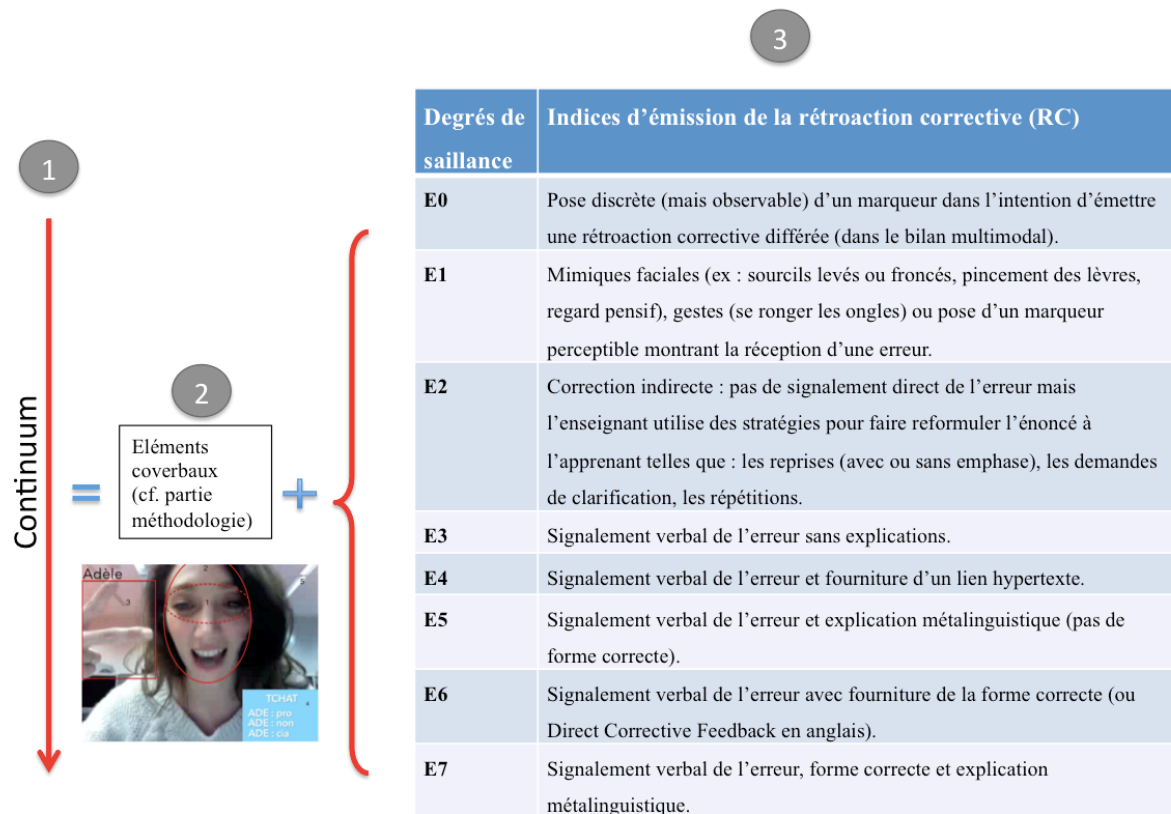 3
Degrés de saillance
Indices d’émission de la rétroaction corrective (RC)
1
E0
Pose discrète (mais observable) d’un marqueur dans l’intention d’émettre
une rétroaction corrective différée (dans le bilan multimodal).
E1
Mimiques faciales (ex : sourcils levés ou froncés, pincement des lèvres,
regard pensif), gestes (se ronger les ongles) ou pose d’un marqueur
perceptible montrant la réception d’une erreur.
2
E2
Correction indirecte : pas de signalement direct de l’erreur mais
l’enseignant utilise des stratégies pour faire reformuler l’énoncé à
l’apprenant telles que : les reprises (avec ou sans emphase), les demandes
de clarification, les répétitions.
Continuum
=
Eléments
coverbaux
(cf. partie
méthodologie)
+
E3
Signalement verbal de l’erreur sans explications.
E4
Signalement verbal de l’erreur et fourniture d’un lien hypertexte.
E5
Signalement verbal de l’erreur et explication métalinguistique (pas de
forme correcte).
E6
Signalement verbal de l’erreur avec fourniture de la forme correcte (ou
Direct Corrective Feedback en anglais).
E7
Signalement verbal de l’erreur, forme correcte et explication
métalinguistique.
Adèle
2
5
3
1
TCHAT
4
ADE : pro
ADE : non
ADE : cia